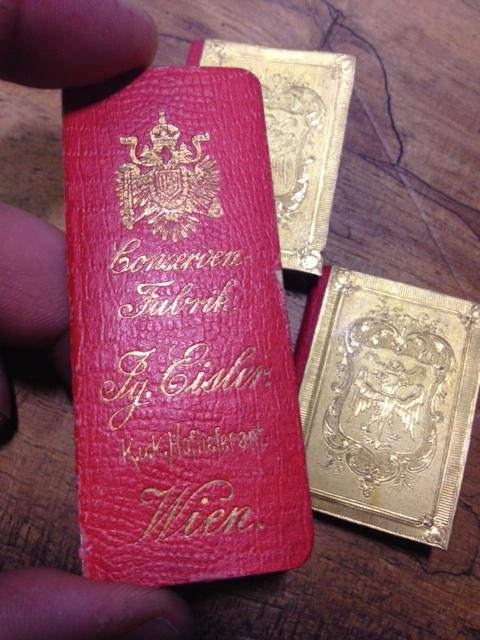 Conserven-
Fabrik
Jg. Eisler.
K.u.k. Hoflieferant
Wien.